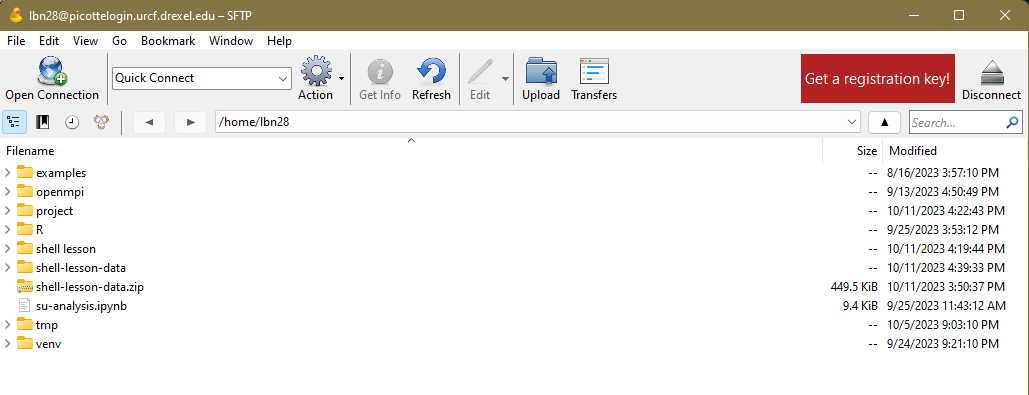 lbn28@picottelogin.urcf.drexel.edu – SFTP
File Edit View Go Bookmark Window Help
Open Connection Quick Connect Action Get Info Refresh Edit Upload Transfers Get a registration key! Disconnect
/home/lbn28 Search...
Filename Size Modified
examples -- 8/16/2023 3:57:10 PM
openmpi -- 9/13/2023 4:50:49 PM
project -- 10/11/2023 4:22:43 PM
R -- 9/25/2023 3:53:12 PM
shell lesson -- 10/11/2023 4:19:44 PM
shell-lesson-data -- 10/11/2023 4:39:33 PM
shell-lesson-data.zip 449.5 KiB 10/11/2023 3:50:37 PM
su-analysis.ipynb 9.4 KiB 9/25/2023 11:43:12 AM
tmp -- 10/5/2023 9:03:10 PM
venv -- 9/24/2023 9:21:10 PM